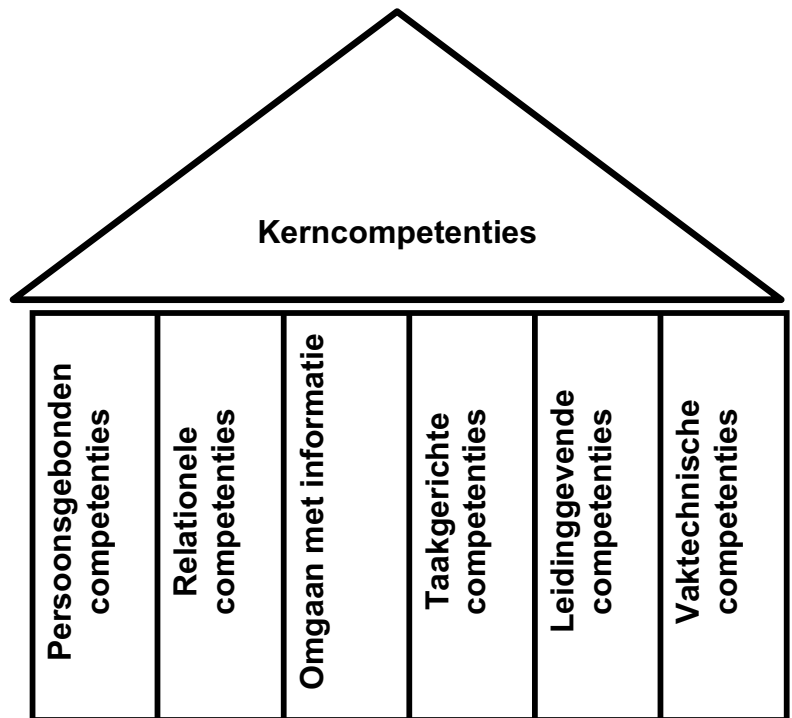 Kerncompetenties
Persoonsgebonden
competenties
Relationele
competenties
Omgaan met informatie
Taakgerichte
competenties
Leidinggevende
competenties
Vaktechnische
competenties